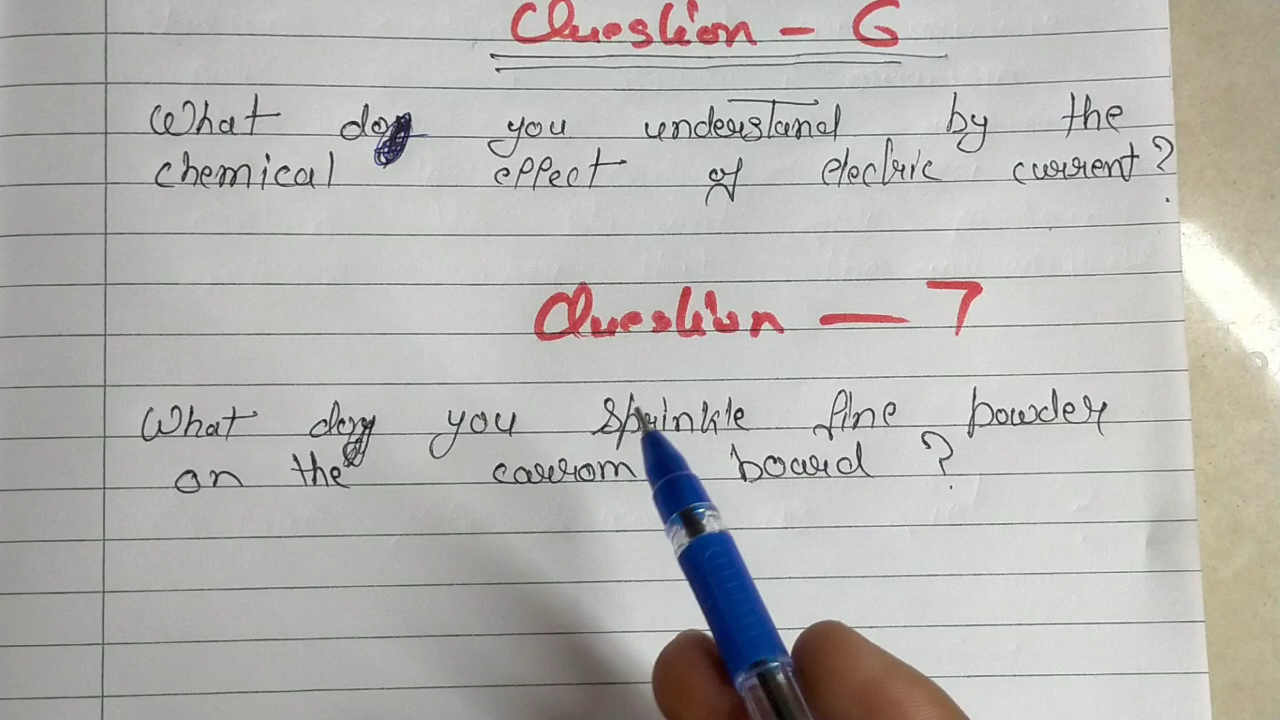 Question - 6
What do you understand by the
chemical effect of electric current?
Question - 7
What do you sprinkle fine powder
on the carrom board ?